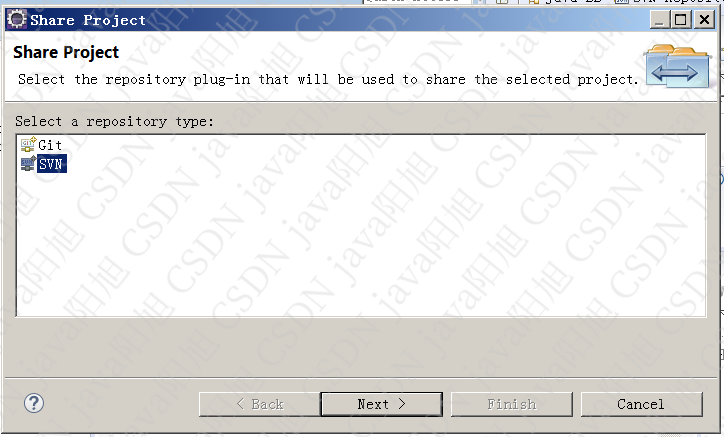 Share Project
Share Project
Select the repository plug-in that will be used to share the selected project.
Select a repository type:
Git
SVN
< Back
Next >
Finish
Cancel
CSDN java阳旭